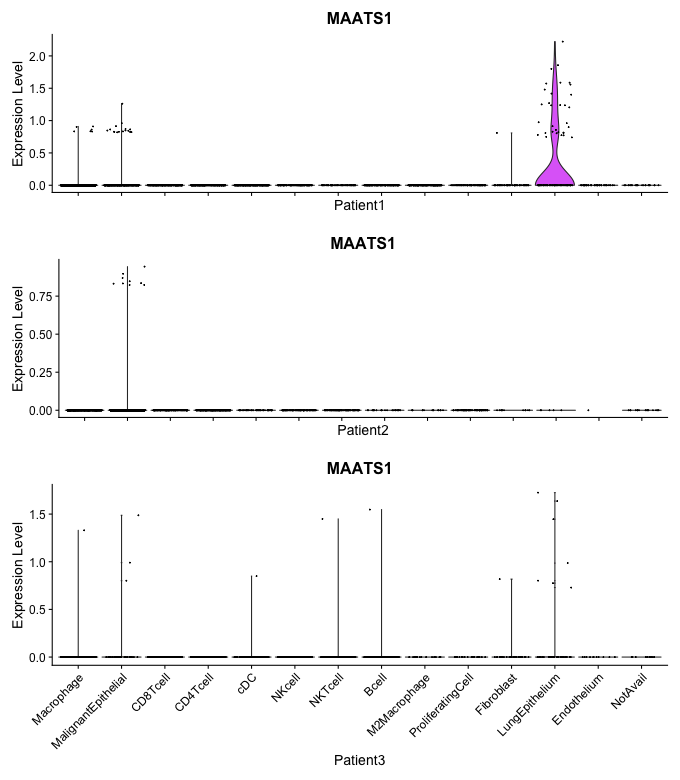 MAATS1
Expression Level
2.0
1.5
1.0
0.5
0.0
Patient1
MAATS1
Expression Level
0.75
0.50
0.25
0.00
Patient2
MAATS1
Expression Level
1.5
1.0
0.5
0.0
Macrophage
MalignantEpithelial
CD8Tcell
CD4Tcell
cDC
NKcell
NKTcell
Bcell
M2Macrophage
ProliferatingCell
Fibroblast
LungEpithelium
Endothelium
NotAvail
Patient3